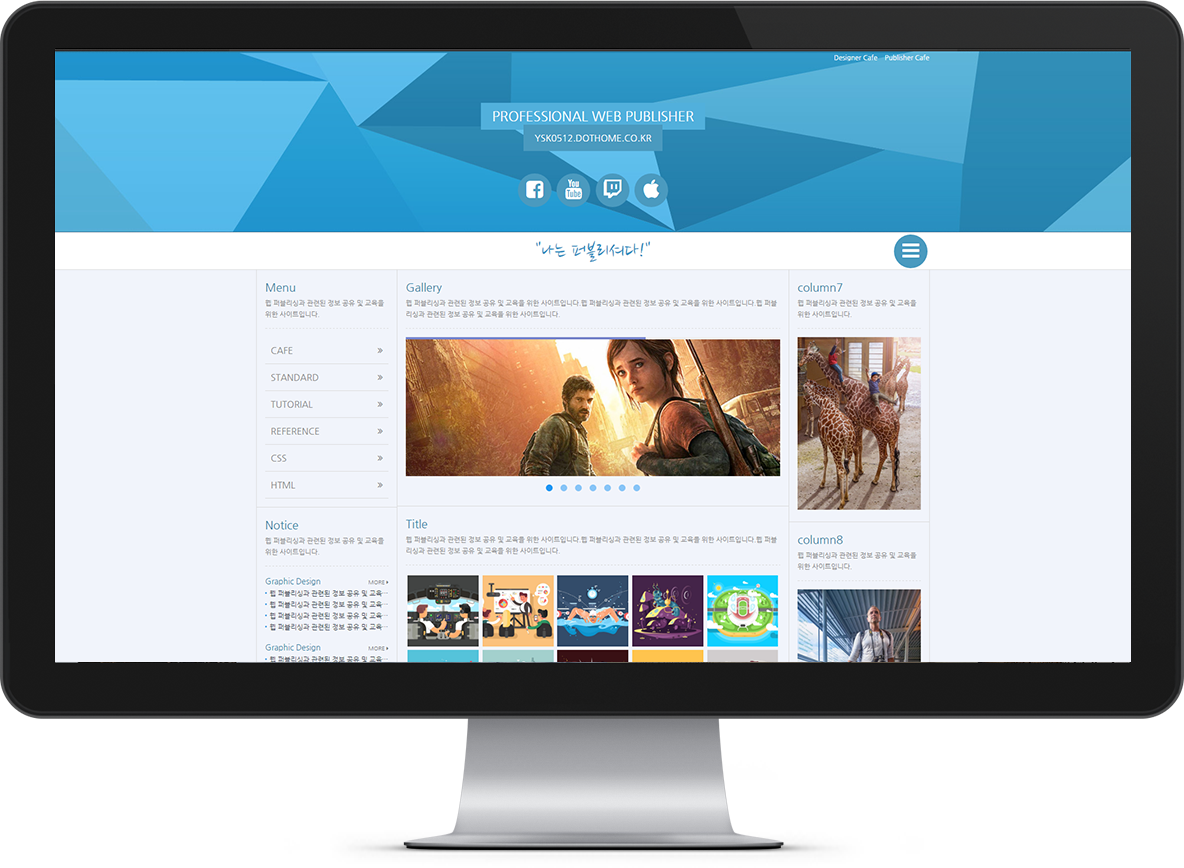 Designer Cafe Publisher Cafe
PROFESSIONAL WEB PUBLISHER
YSK0512.DOTHOME.CO.KR
You
Tube
"나는 퍼블리셔다!"
Menu
웹 퍼블리싱과 관련된 정보 공유 및 교육을
위한 사이트입니다.
CAFE »
STANDARD »
TUTORIAL »
REFERENCE »
CSS »
HTML »
Notice
웹 퍼블리싱과 관련된 정보 공유 및 교육을
위한 사이트입니다.
Graphic Design MORE
웹 퍼블리싱과 관련된 정보 공유 및 교육…
웹 퍼블리싱과 관련된 정보 공유 및 교육…
웹 퍼블리싱과 관련된 정보 공유 및 교육…
웹 퍼블리싱과 관련된 정보 공유 및 교육…
Graphic Design MORE
웹 퍼블리싱과 관련된 정보 공유 및 교육…
Gallery
웹 퍼블리싱과 관련된 정보 공유 및 교육을 위한 사이트입니다.웹 퍼블리싱과 관련된 정보 공유 및 교육을 위한 사이트입니다.웹 퍼블
리싱과 관련된 정보 공유 및 교육을 위한 사이트입니다.
Title
웹 퍼블리싱과 관련된 정보 공유 및 교육을 위한 사이트입니다.웹 퍼블리싱과 관련된 정보 공유 및 교육을 위한 사이트입니다.웹 퍼블
리싱과 관련된 정보 공유 및 교육을 위한 사이트입니다.
column7
웹 퍼블리싱과 관련된 정보 공유 및 교육을
위한 사이트입니다.
column8
웹 퍼블리싱과 관련된 정보 공유 및 교육을
위한 사이트입니다.